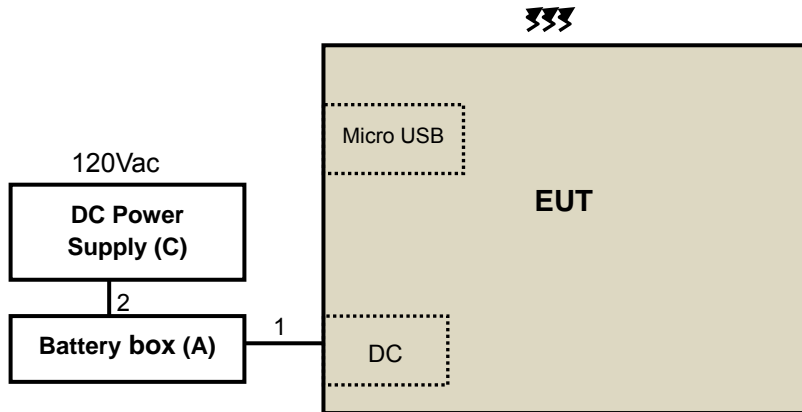 Micro USB
120Vac
EUT
DC Power
Supply (C)
2
Battery box (A)
1
DC